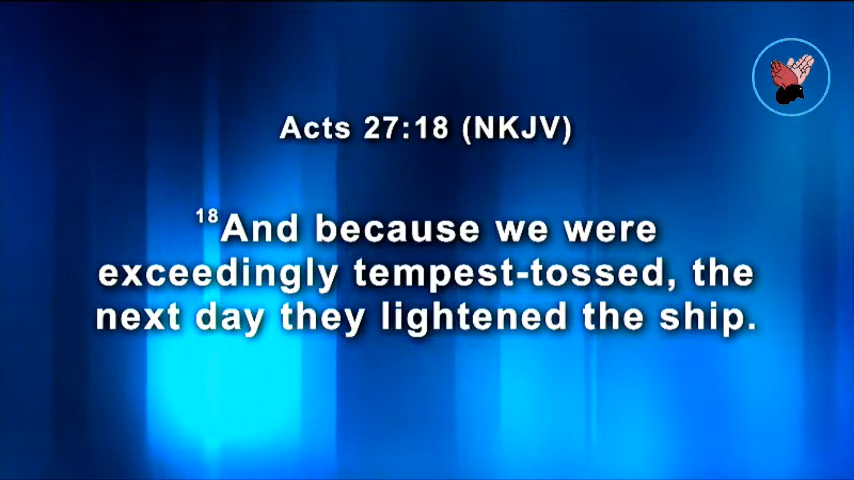 Acts 27:18 (NKJV)
18And because we were
exceedingly tempest-tossed, the
next day they lightened the ship.